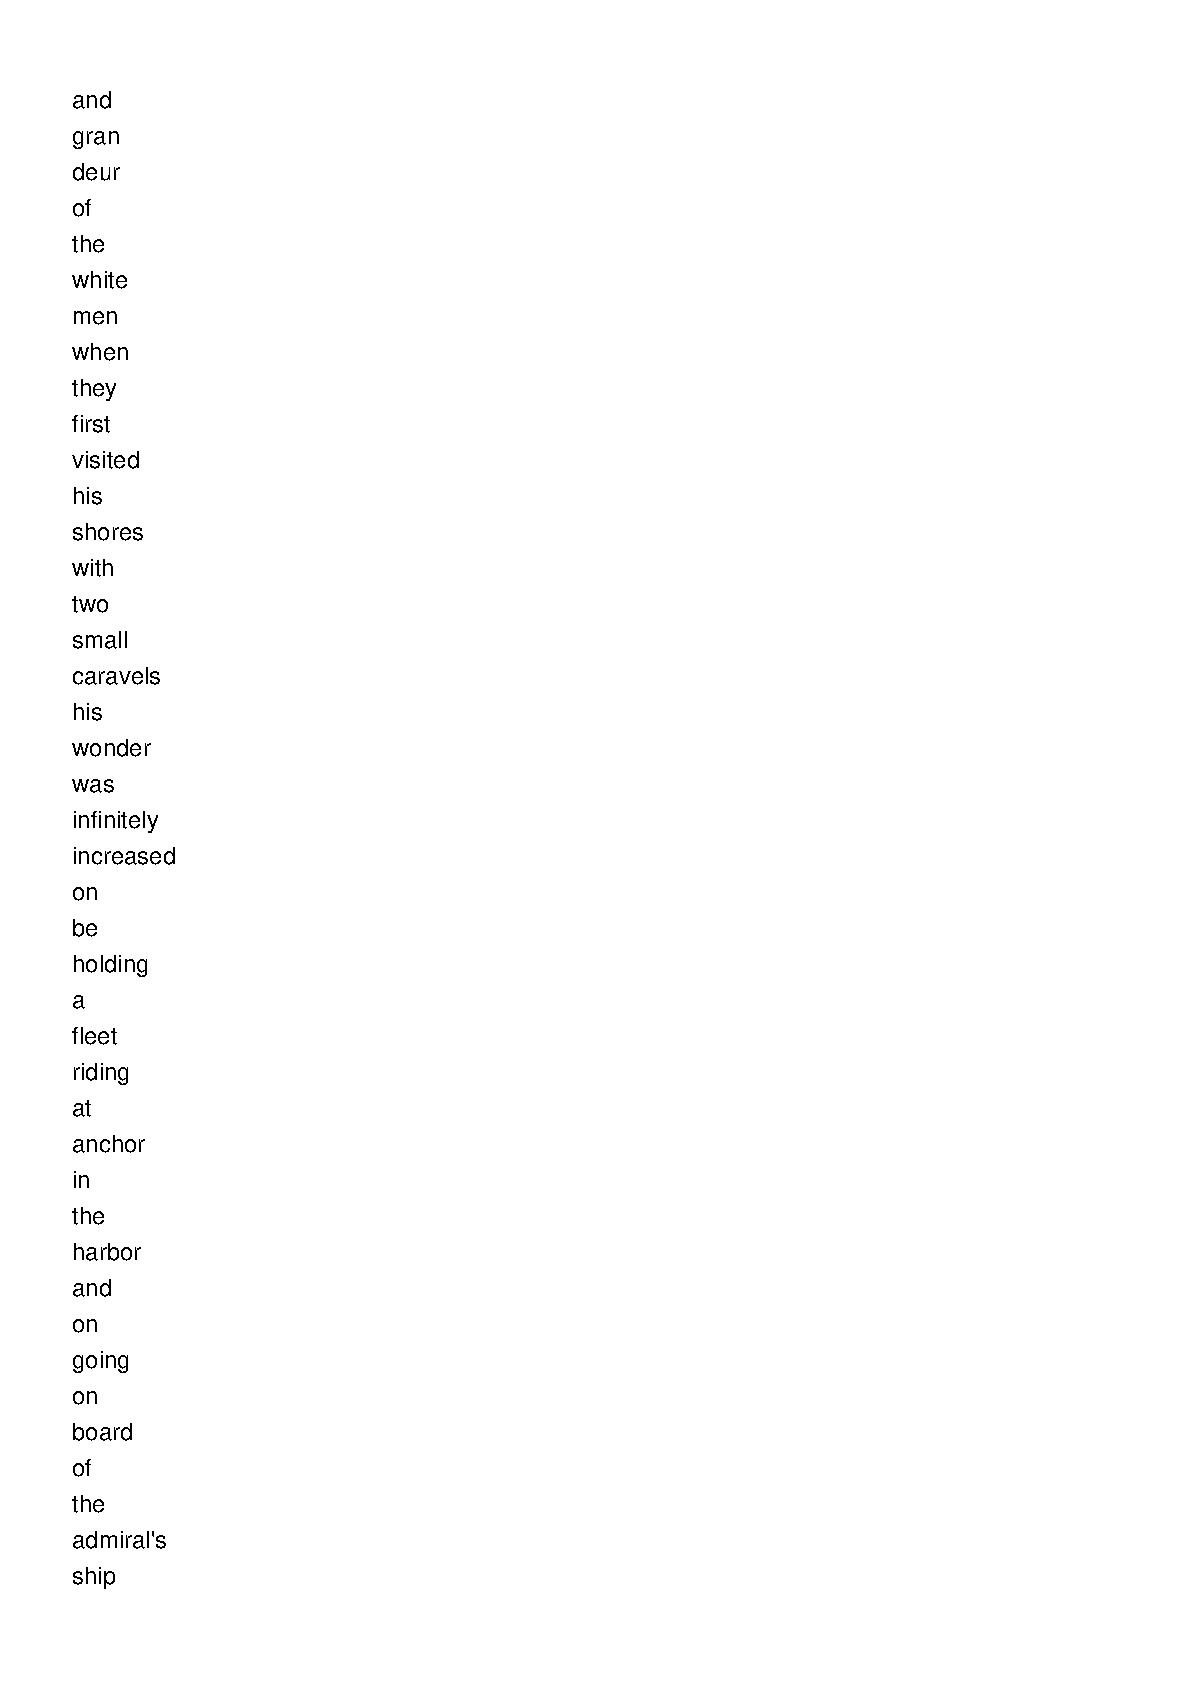 and
gran
deur
of
the
white
men
when
they
first
visited
his
shores
with
two
small
caravels
his
wonder
was
infinitely
increased
on
be
holding
a
fleet
riding
at
anchor
in
the
harbor
and
on
going
on
board
of
the
admiral's
ship